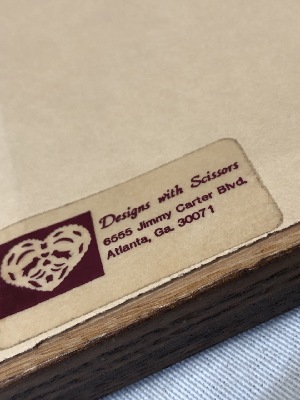 Designs with Scissors
6555 Jimmy Carter Blvd.
Atlanta, Ga. 30071